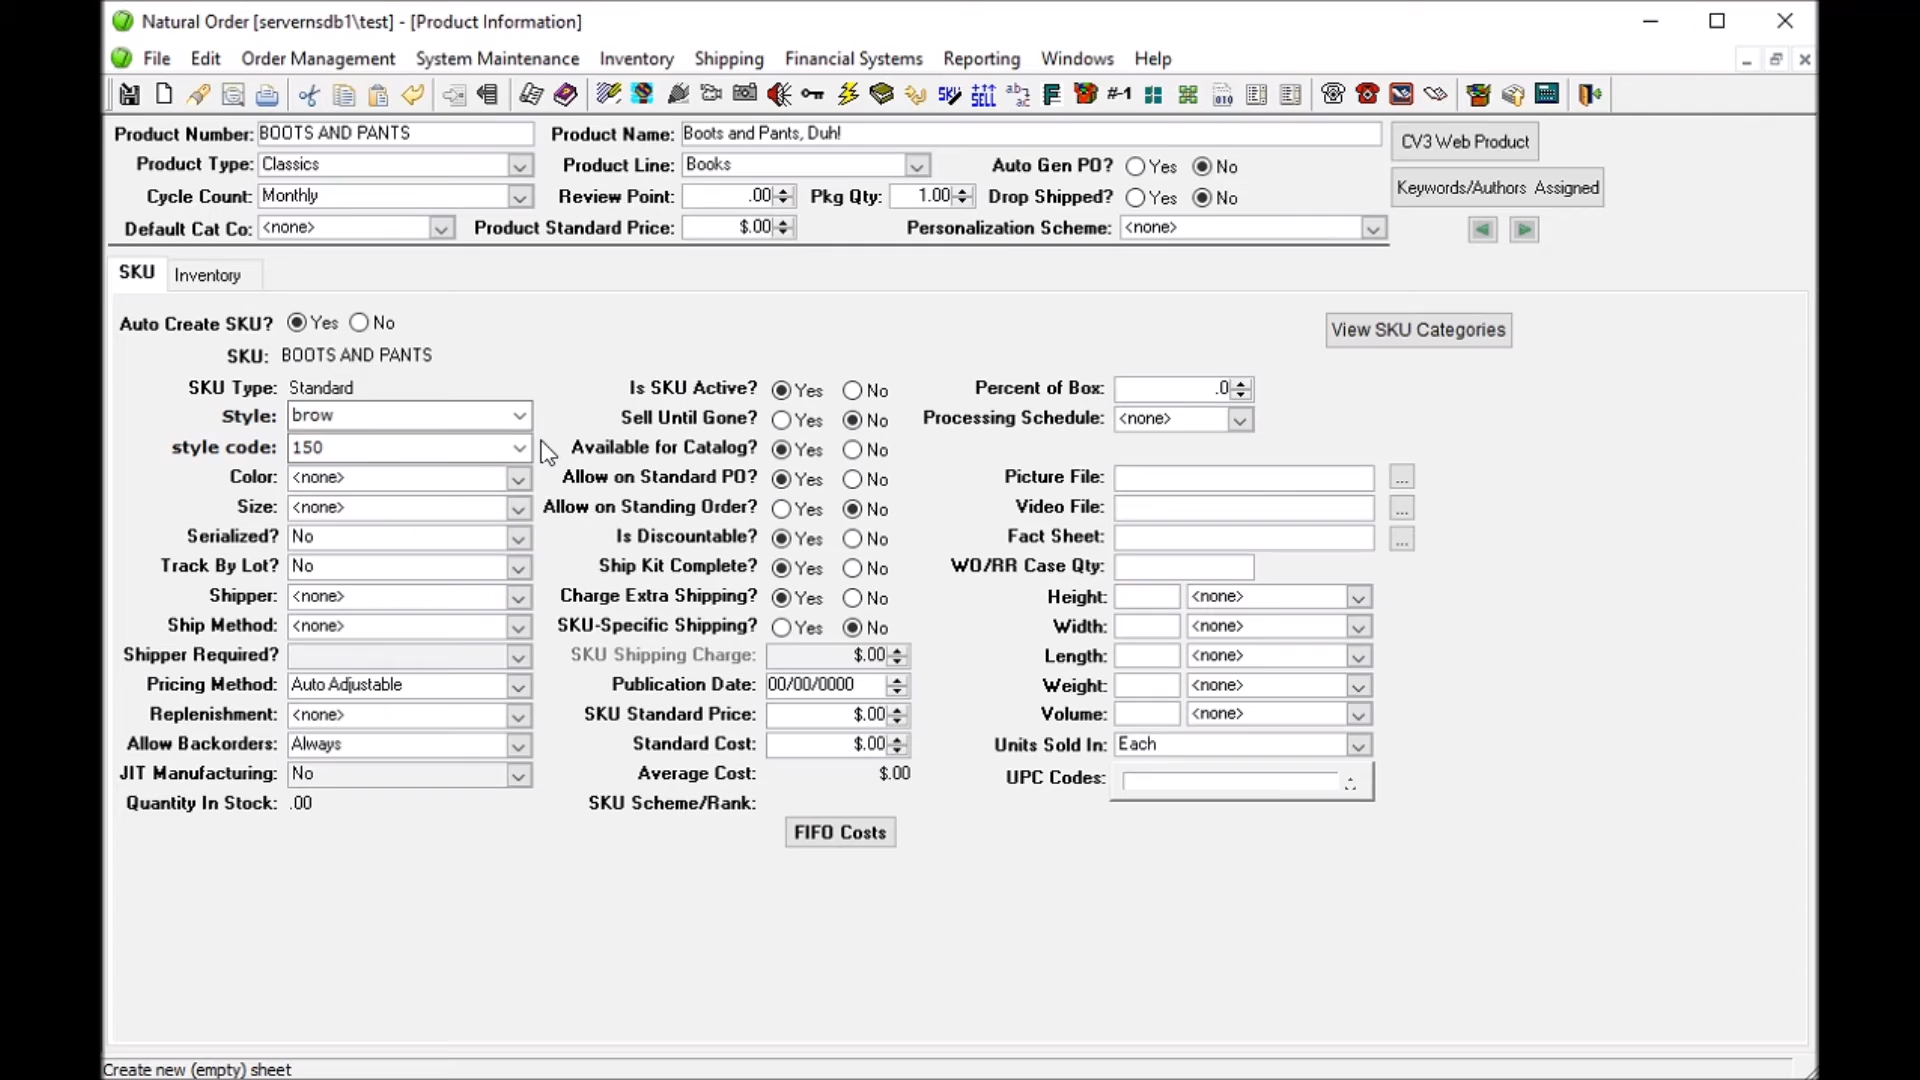 Natural Order [servernsdb1\test] - [Product Information]
File Edit Order Management System Maintenance Inventory Shipping Financial Systems Reporting Windows Help
Product Number: BOOTS AND PANTS Product Name: Boots and Pants, Duh! CV3 Web Product
Product Type: Classics Product Line: Books Auto Gen PO? Yes No
Cycle Count: Monthly Review Point: .00 Pkg Qty: 1.00 Drop Shipped? Yes No Keywords/Authors Assigned
Default Cat Co: <none> Product Standard Price: $.00 Personalization Scheme: <none>
SKU Inventory
Auto Create SKU? Yes No View SKU Categories
SKU: BOOTS AND PANTS
SKU Type: Standard Is SKU Active? Yes No Percent of Box: .0
Style: brow Sell Until Gone? Yes No Processing Schedule: <none>
style code: 150 Available for Catalog? Yes No
Color: <none> Allow on Standard PO? Yes No Picture File: ...
Size: <none> Allow on Standing Order? Yes No Video File: ...
Serialized? No Is Discountable? Yes No Fact Sheet: ...
Track By Lot? No Ship Kit Complete? Yes No WO/RR Case Qty:
Shipper: <none> Charge Extra Shipping? Yes No Height: <none>
Ship Method: <none> SKU-Specific Shipping? Yes No Width: <none>
Shipper Required? SKU Shipping Charge: $.00 Length: <none>
Pricing Method: Auto Adjustable Publication Date: 00/00/0000 Weight: <none>
Replenishment: <none> SKU Standard Price: $.00 Volume: <none>
Allow Backorders: Always Standard Cost: $.00 Units Sold In: Each
JIT Manufacturing: No Average Cost: $.00 UPC Codes:
Quantity In Stock: .00 SKU Scheme/Rank:
FIFO Costs
Create new (empty) sheet